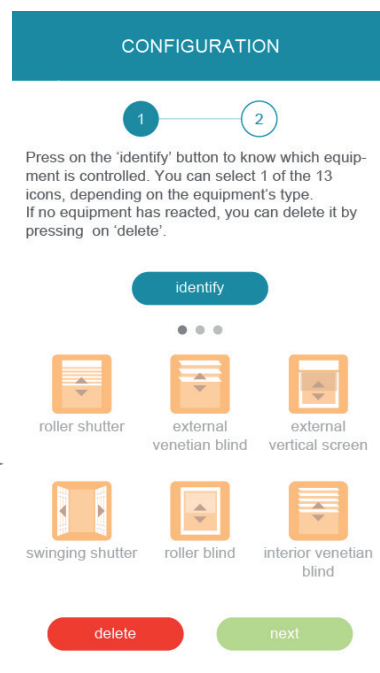 CONFIGURATION
1
2
Press on the ‘identify’ button to know which equip-
ment is controlled. You can select 1 of the 13
icons, depending on the equipment’s type.
If no equipment has reacted, you can delete it by
pressing on ‘delete’.
identify
roller shutter
external
venetian blind
external
vertical screen
swinging shutter
roller blind
interior venetian
blind
delete
next